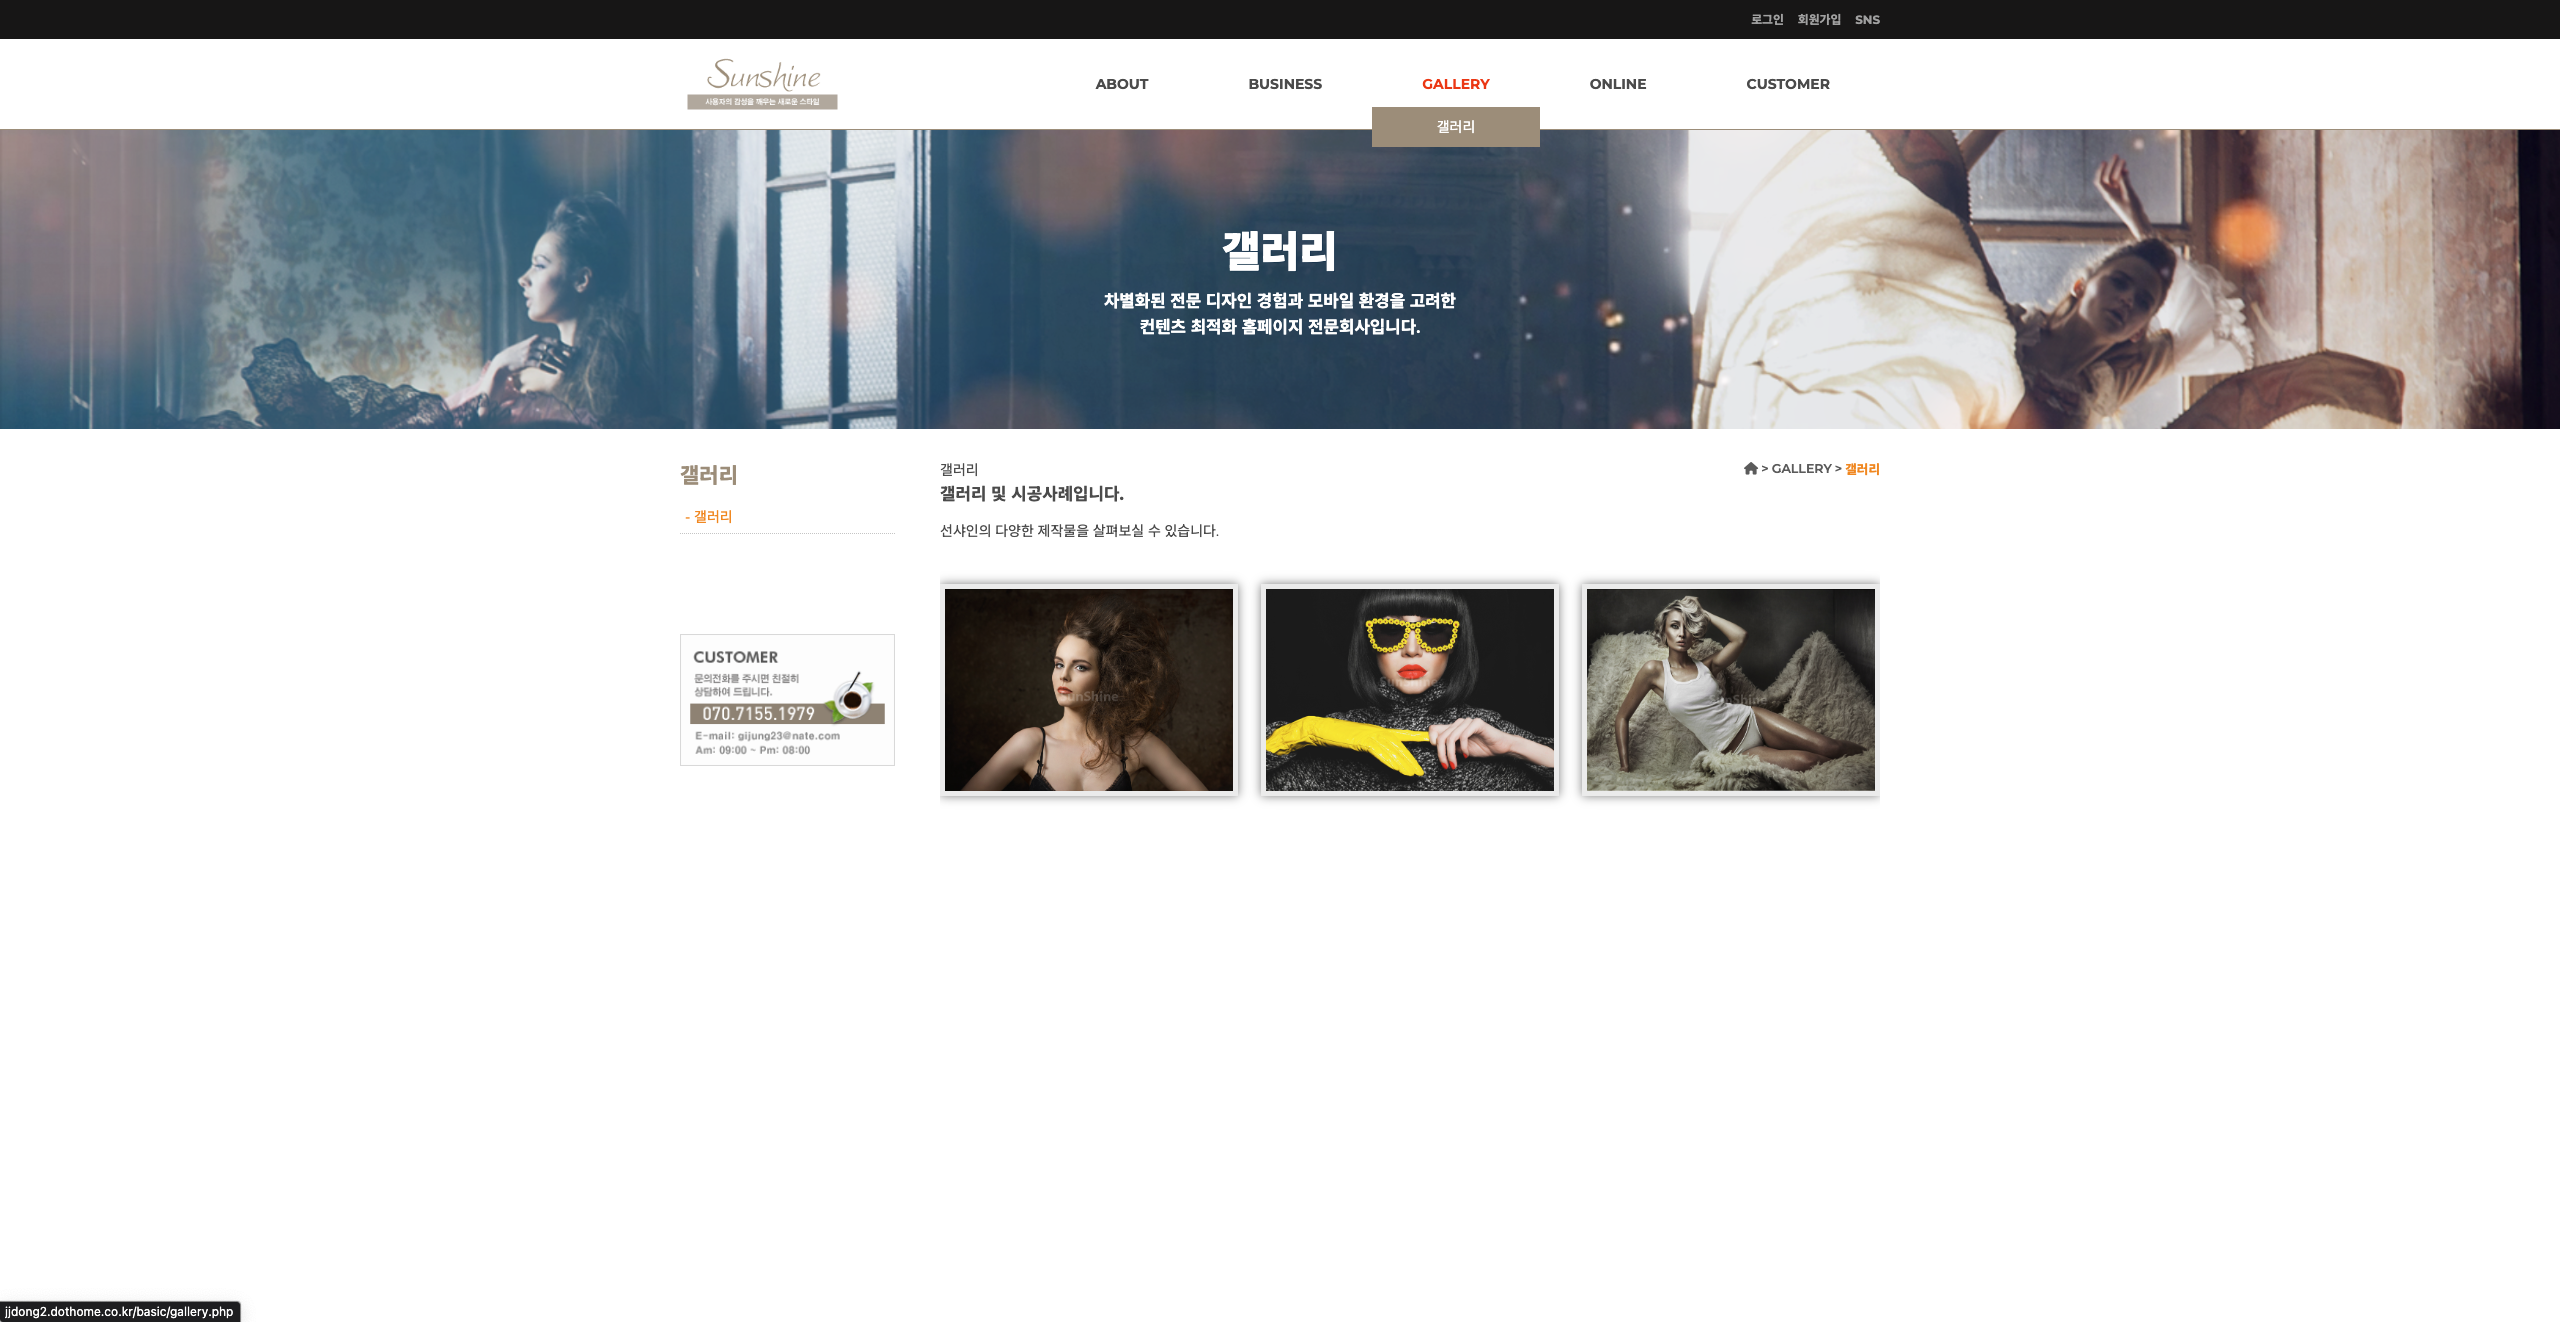 로그인 회원가입 SNS
Sunshine
사용자의 감성을 깨우는 새로운 스타일
ABOUT BUSINESS GALLERY ONLINE CUSTOMER
갤러리
갤러리
차별화된 전문 디자인 경험과 모바일 환경을 고려한
컨텐츠 최적화 홈페이지 전문회사입니다.
갤러리
- 갤러리
CUSTOMER
문의전화를 주시면 친절히
상담하여 드립니다.
070.7155.1979
E-mail: gijung23@nate.com
Am: 09:00 ~ Pm: 08:00
갤러리
> GALLERY > 갤러리
갤러리 및 시공사례입니다.
선샤인의 다양한 제작물을 살펴보실 수 있습니다.
SunShine
SunShine
SunShine
jjdong2.dothome.co.kr/basic/gallery.php